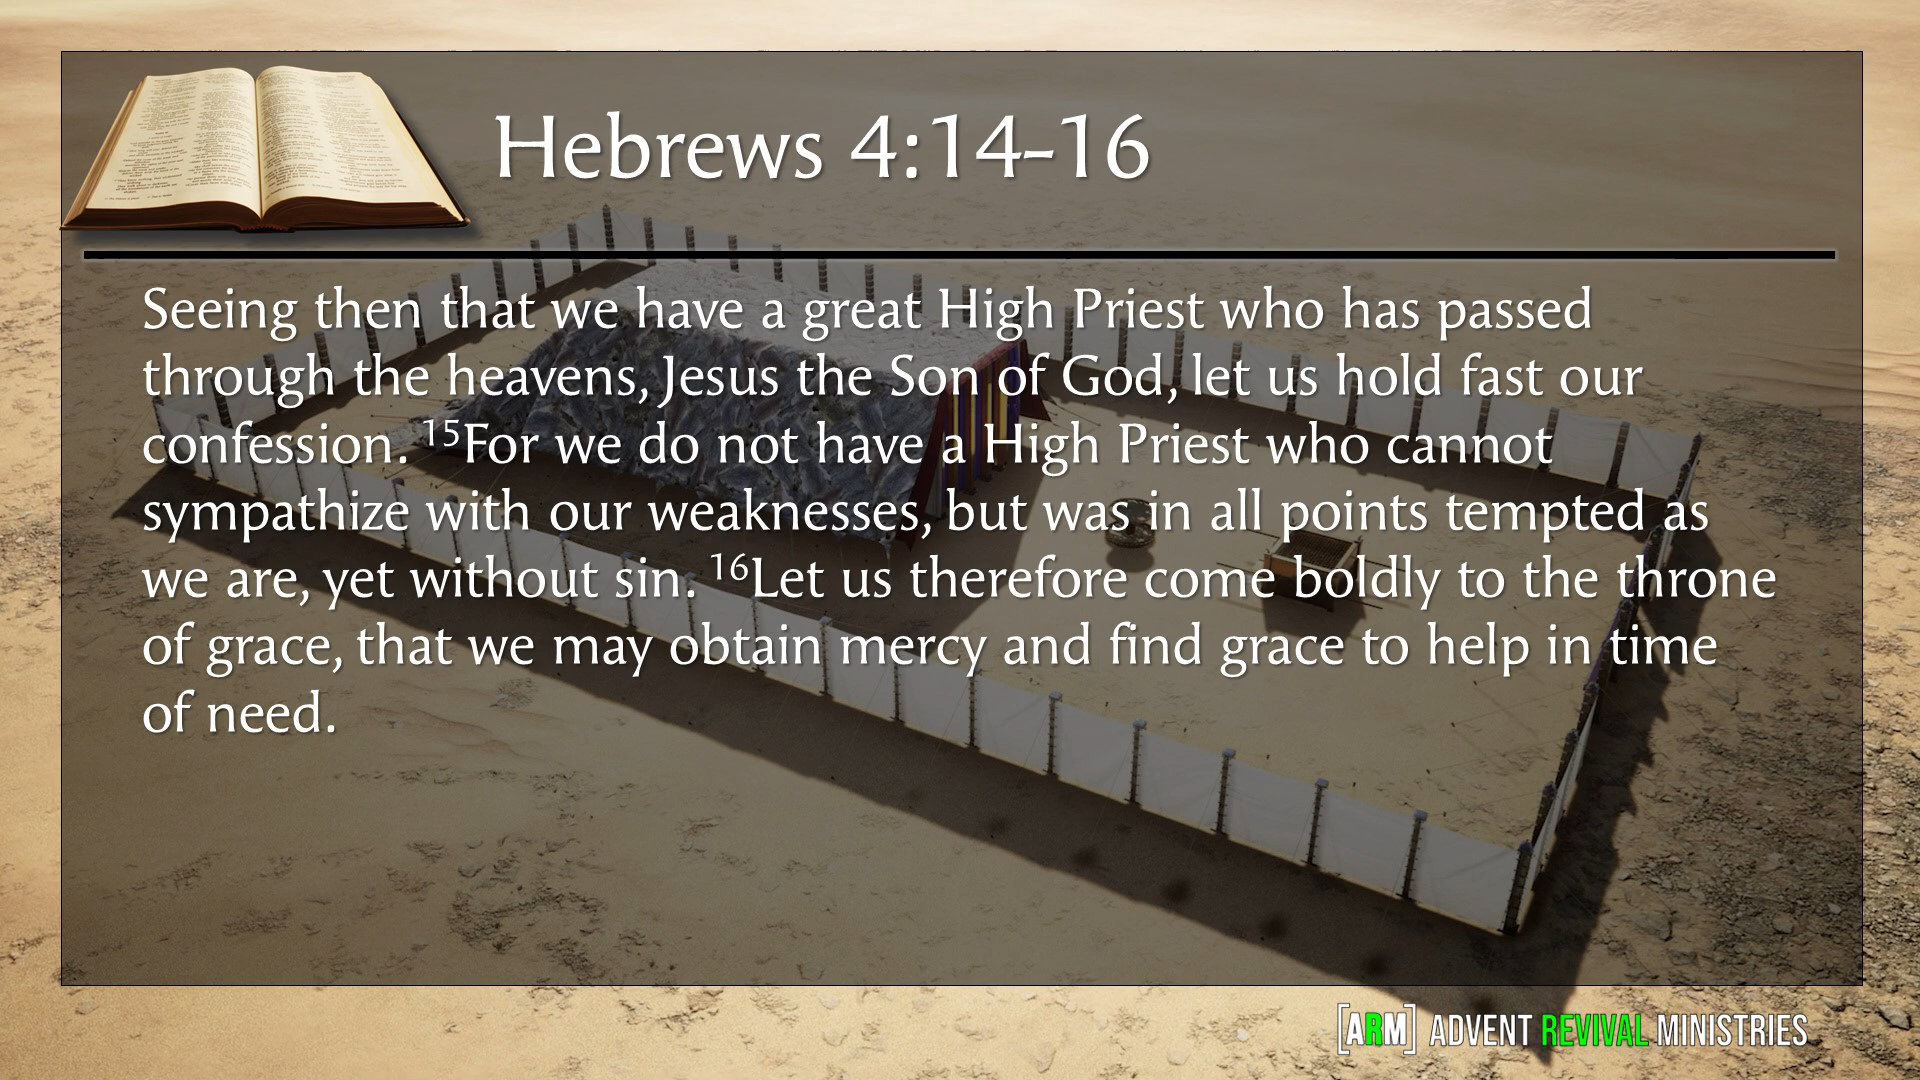 Hebrews 4:14-16
Seeing then that we have a great High Priest who has passed
through the heavens, Jesus the Son of God, let us hold fast our
confession. ¹⁵For we do not have a High Priest who cannot
sympathize with our weaknesses, but was in all points tempted as
we are, yet without sin. ¹⁶Let us therefore come boldly to the throne
of grace, that we may obtain mercy and find grace to help in time
of need.
[ARM] ADVENT REVIVAL MINISTRIES